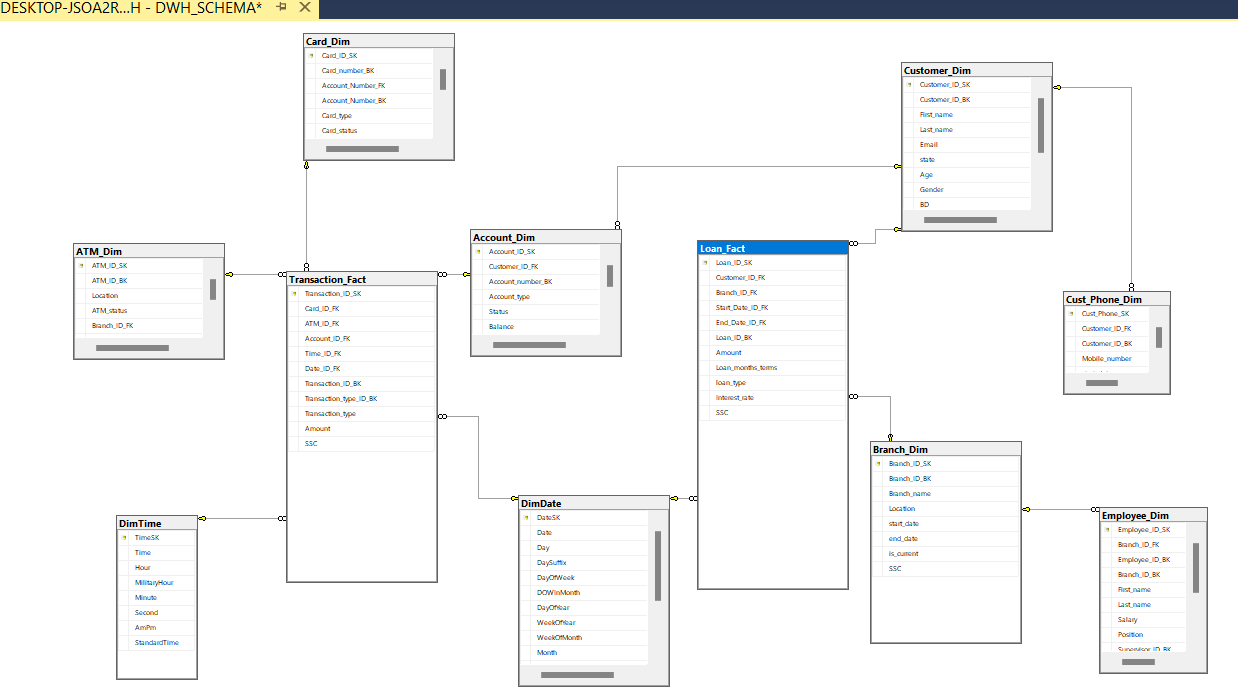 DESKTOP-JSOA2R...H - DWH_SCHEMA*
Card_Dim
Card_ID_SK
Card_number_BK
Account_Number_FK
Account_Number_BK
Card_type
Card_status
Customer_Dim
Customer_ID_SK
Customer_ID_BK
First_name
Last_name
Email
state
Age
Gender
BD
ATM_Dim
ATM_ID_SK
ATM_ID_BK
Location
ATM_status
Branch_ID_FK
Account_Dim
Account_ID_SK
Customer_ID_FK
Account_number_BK
Account_type
Status
Balance
Transaction_Fact
Transaction_ID_SK
Card_ID_FK
ATM_ID_FK
Account_ID_FK
Time_ID_FK
Date_ID_FK
Transaction_ID_BK
Transaction_type_ID_BK
Transaction_type
Amount
SSC
Loan_Fact
Loan_ID_SK
Customer_ID_FK
Branch_ID_FK
Start_Date_ID_FK
End_Date_ID_FK
Loan_ID_BK
Amount
Loan_months_terms
loan_type
Interest_rate
SSC
Cust_Phone_Dim
Cust_Phone_SK
Customer_ID_FK
Customer_ID_BK
Mobile_number
DimTime
TimeSK
Time
Hour
MilitaryHour
Minute
Second
AmPm
StandardTime
DimDate
DateSK
Date
Day
DaySuffix
DayOfWeek
DOWInMonth
DayOfYear
WeekOfYear
WeekOfMonth
Month
Branch_Dim
Branch_ID_SK
Branch_ID_BK
Branch_name
Location
start_date
end_date
is_current
SSC
Employee_Dim
Employee_ID_SK
Branch_ID_FK
Employee_ID_BK
Branch_ID_BK
First_name
Last_name
Salary
Position
Supervisor_ID_BK